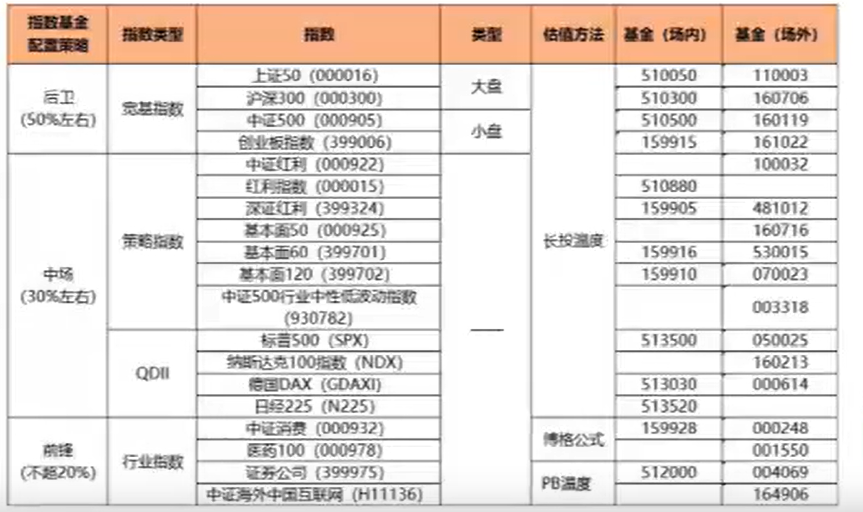 指数基金
配置策略
指数类型
指数
类型
估值方法
基金（场内）
基金（场外）
后卫
(50%左右)
宽基指数
上证50（000016）
大盘
长投温度
510050
110003
沪深300（000300）
510300
160706
中证500（000905）
小盘
510500
160119
创业板指数（399006）
159915
161022
中场
(30%左右)
策略指数
中证红利（000922）
——
100032
红利指数（000015）
510880
深证红利（399324）
159905
481012
基本面50（000925）
160716
基本面60（399701）
159916
530015
基本面120（399702）
159910
070023
中证500行业中性低波动指数
(930782)
003318
QDII
标普500（SPX）
513500
050025
纳斯达克100指数（NDX）
160213
德国DAX（GDAXI）
513030
000614
日经225（N225）
513520
前锋
(不超20%)
行业指数
中证消费（000932）
博格公式
159928
000248
医药100（000978）
001550
证券公司（399975）
PB温度
512000
004069
中证海外中国互联网（H11136）
164906